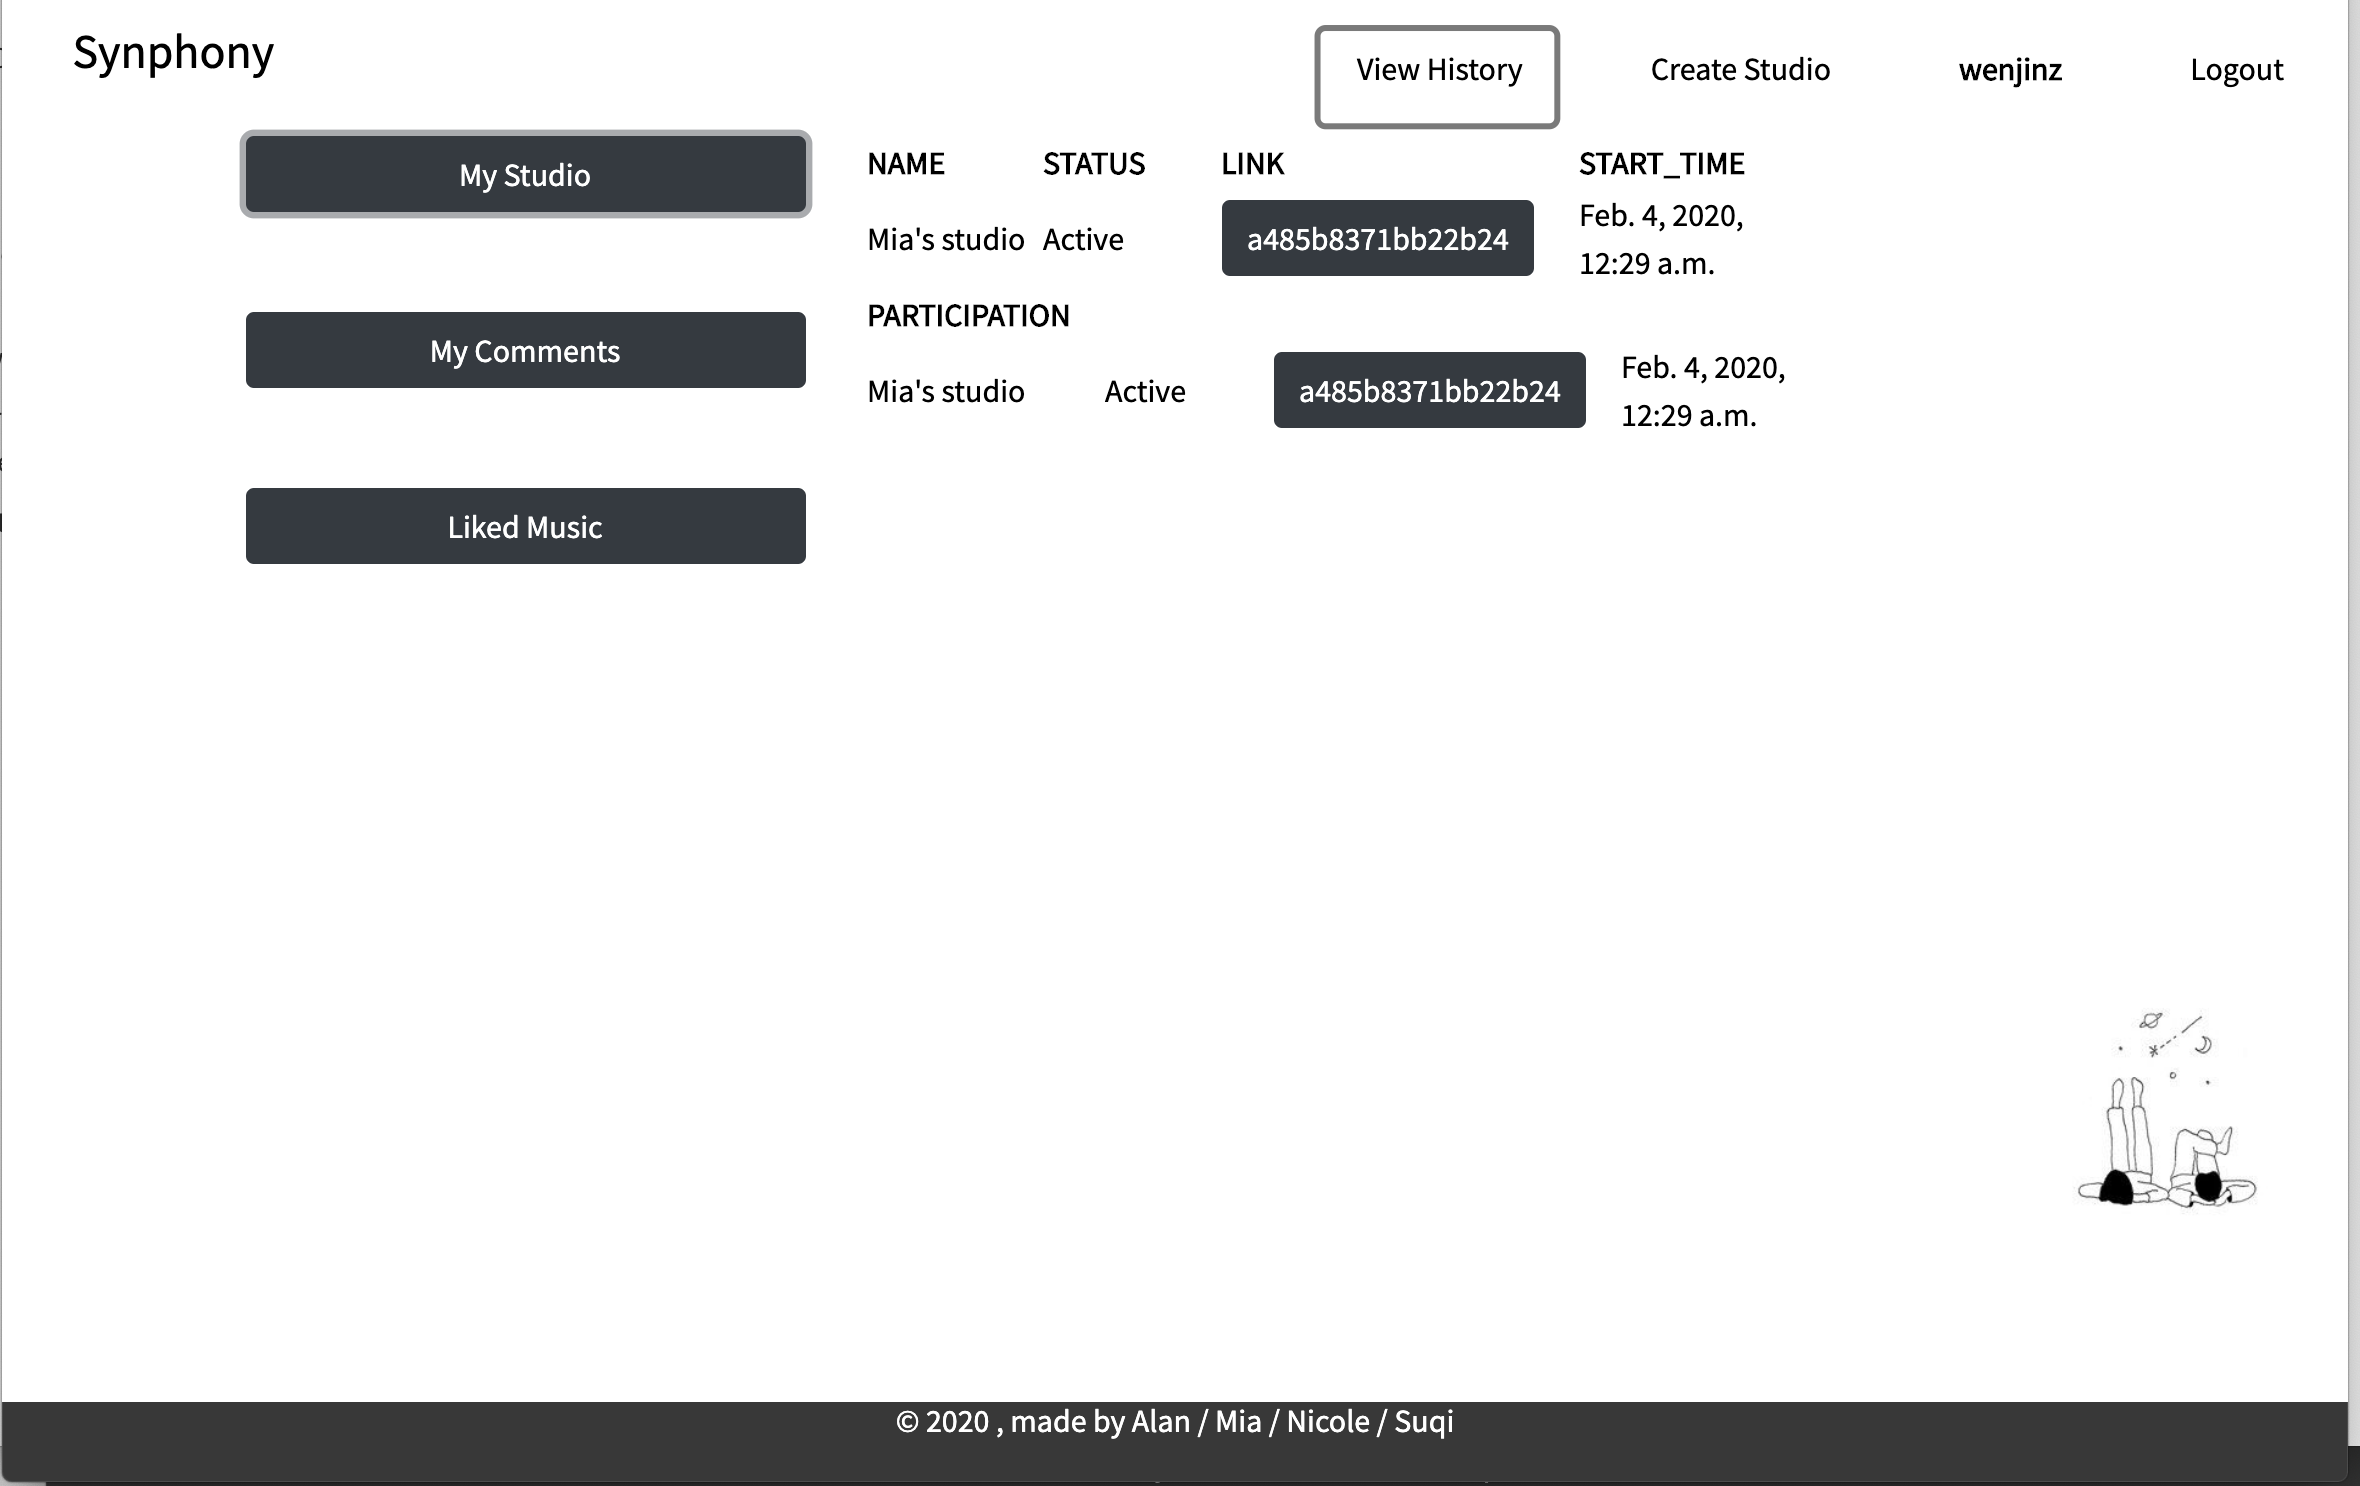 Synphony
View History
Create Studio
wenjinz
Logout
My Studio
My Comments
Liked Music
NAME STATUS LINK START_TIME
Mia's studio Active a485b8371bb22b24 Feb. 4, 2020,
12:29 a.m.
PARTICIPATION
Mia's studio Active a485b8371bb22b24 Feb. 4, 2020,
12:29 a.m.
© 2020 , made by Alan / Mia / Nicole / Suqi